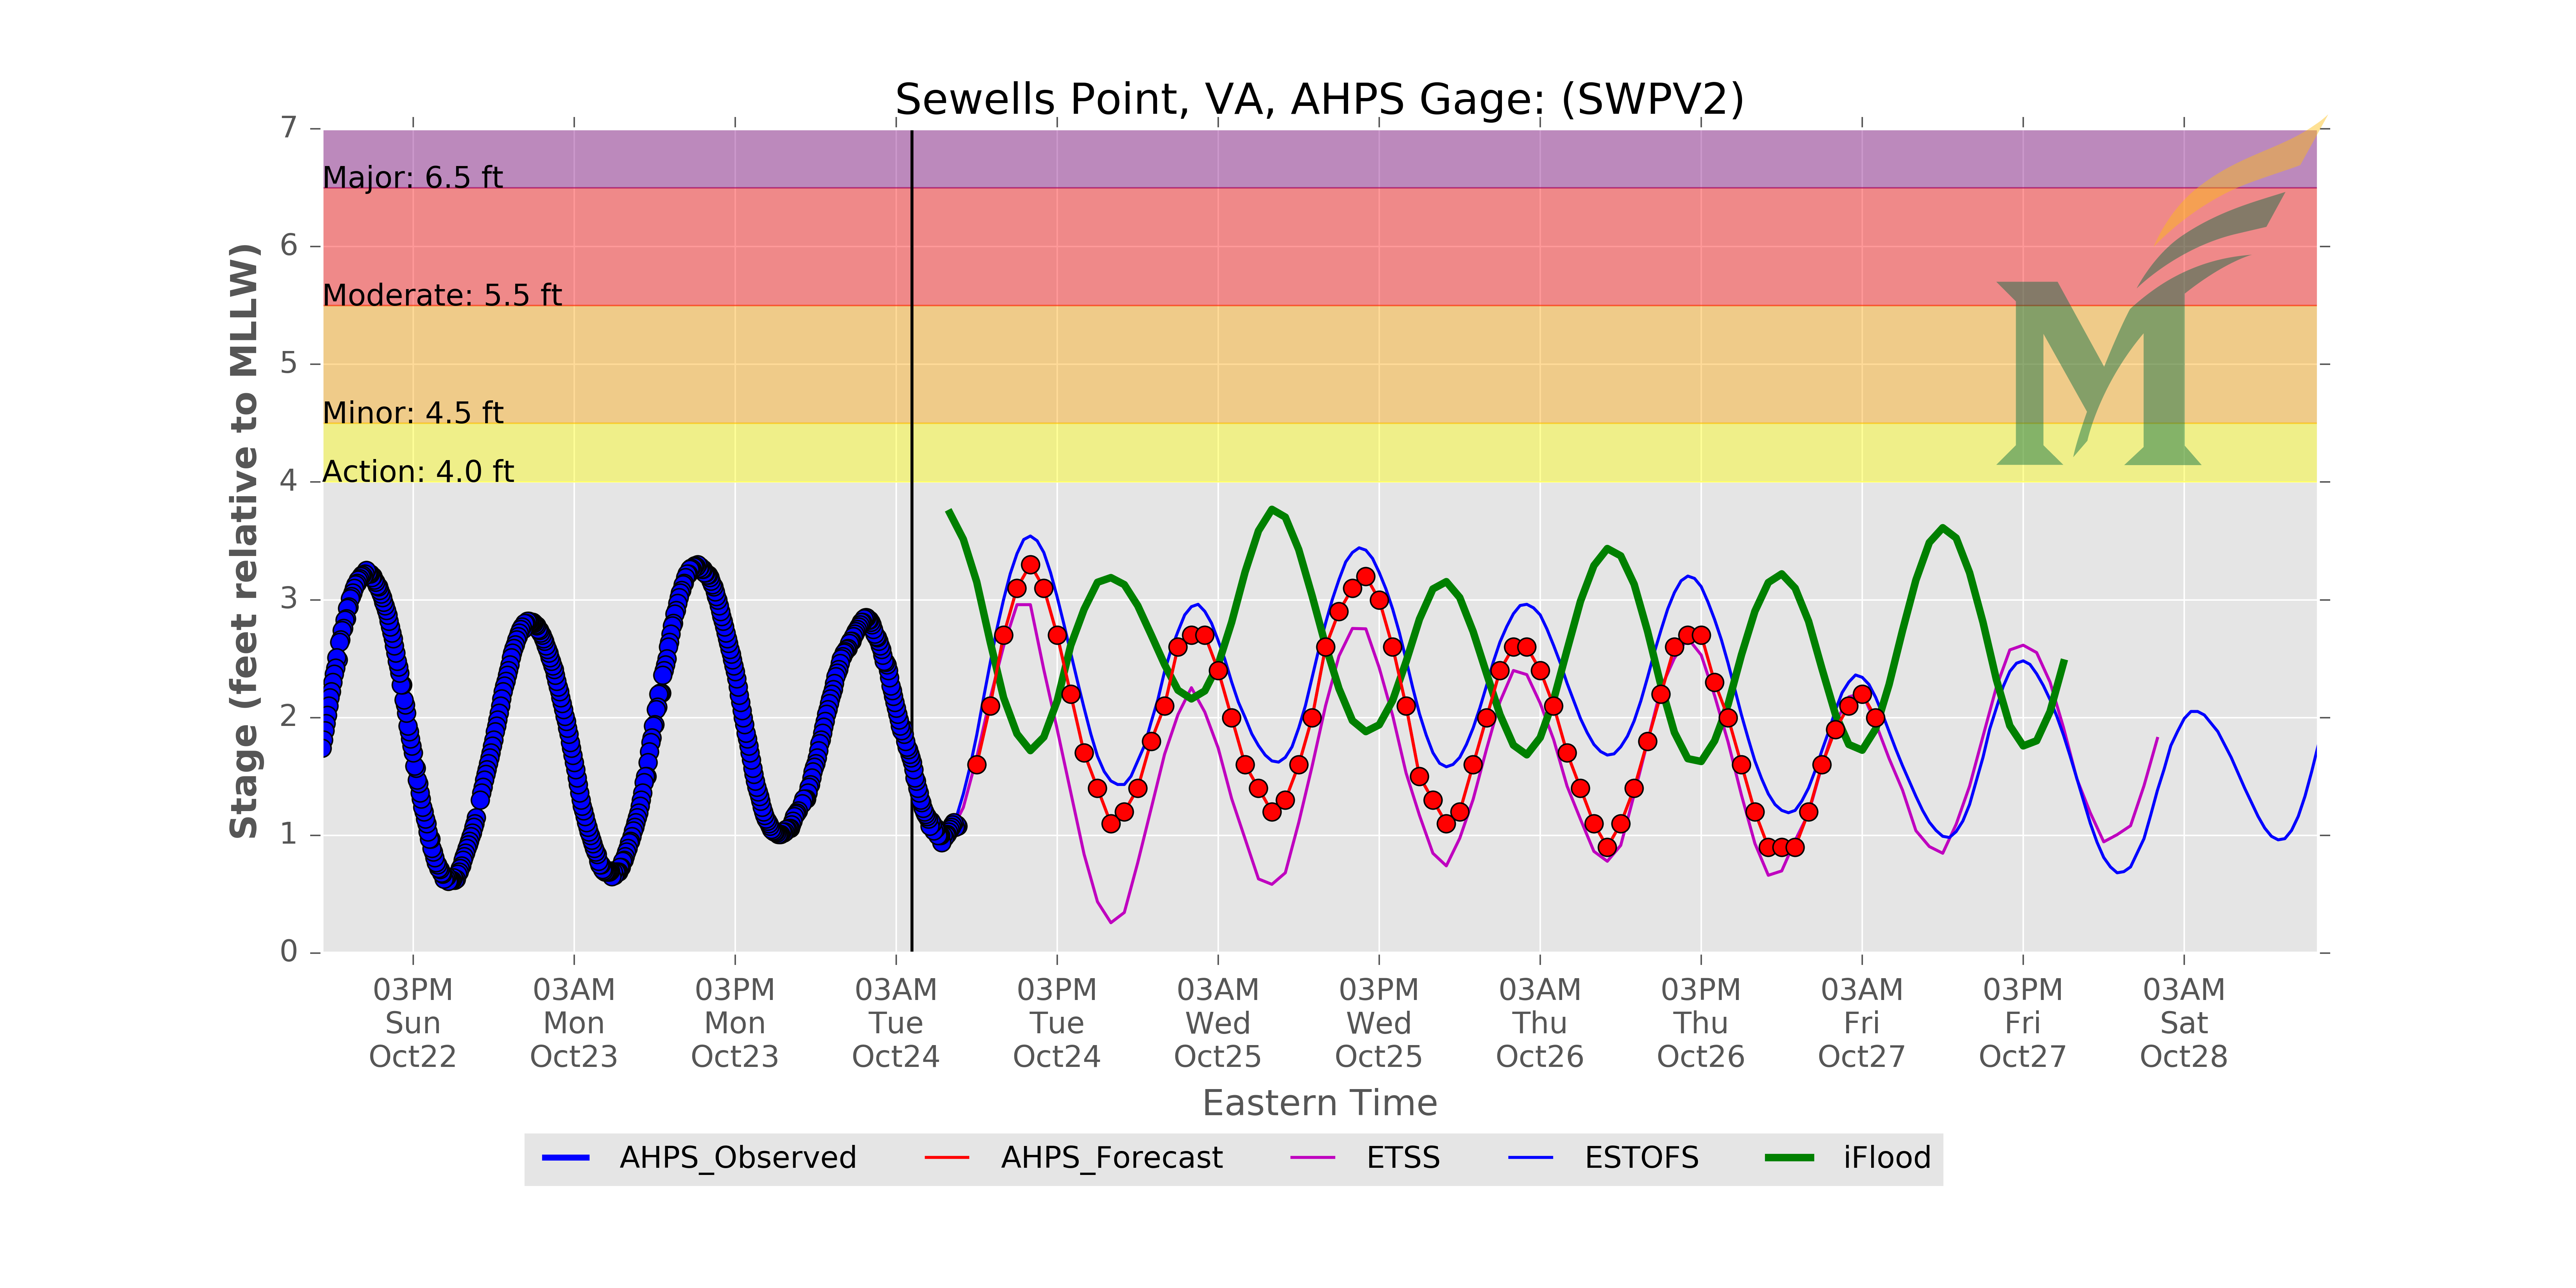 Sewells Point, VA, AHPS Gage: (SWPV2)
Stage (feet relative to MLLW)
7
6
5
4
3
2
1
0
Major: 6.5 ft
Moderate: 5.5 ft
Minor: 4.5 ft
Action: 4.0 ft
M
03PM 03AM 03PM 03AM 03PM 03AM 03PM 03AM 03PM 03AM 03PM 03AM
Sun Mon Mon Tue Tue Wed Wed Thu Thu Fri Fri Sat
Oct22 Oct23 Oct23 Oct24 Oct24 Oct25 Oct25 Oct26 Oct26 Oct27 Oct27 Oct28
Eastern Time
AHPS_Observed AHPS_Forecast ETSS ESTOFS iFlood